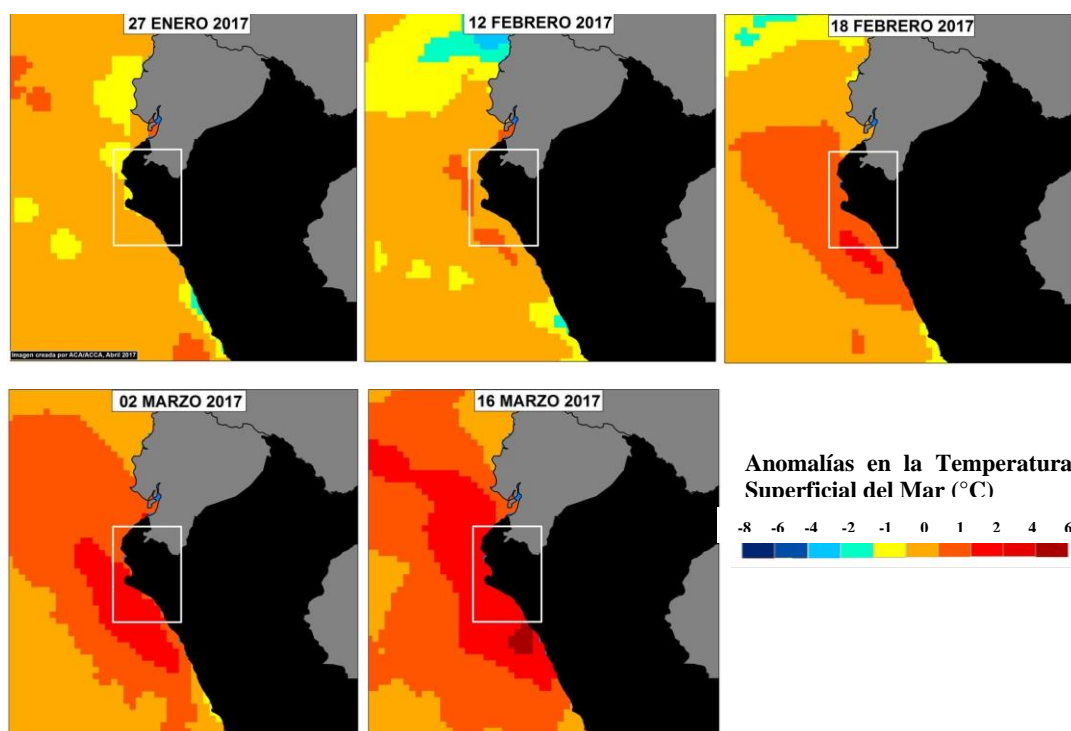 27 ENERO 2017
12 FEBRERO 2017
18 FEBRERO 2017
Imagen creada por ACA/ACCA, Abril 2017
02 MARZO 2017
16 MARZO 2017
Anomalías en la Temperatura
Superficial del Mar (°C)
-8 -6 -4 -2 -1 0 1 2 4 6